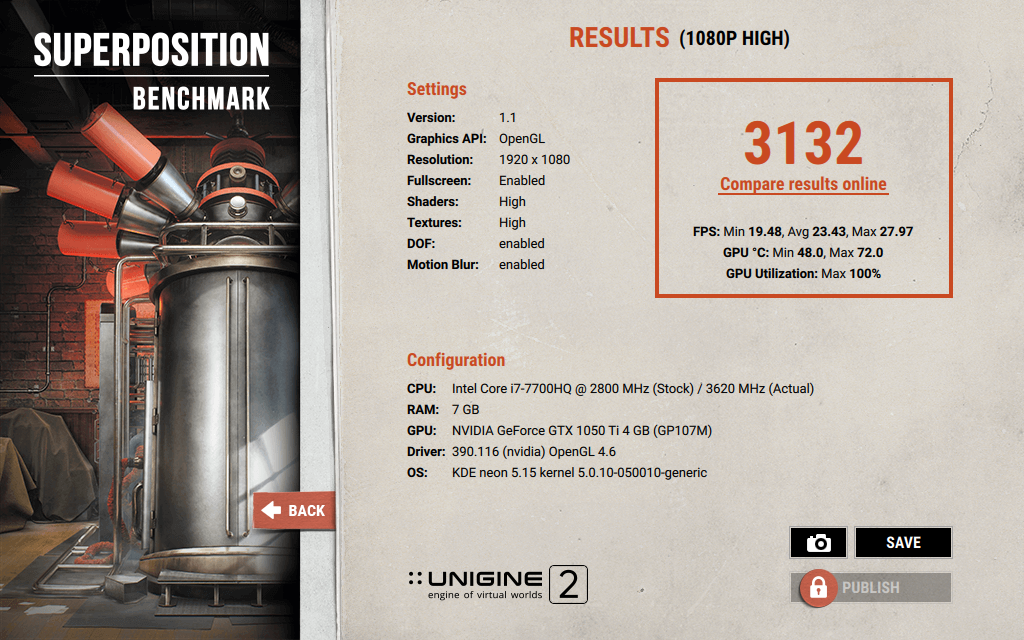 SUPERPOSITION
BENCHMARK
RESULTS (1080P HIGH)
Settings
Version: 1.1
Graphics API: OpenGL
Resolution: 1920 x 1080
Fullscreen: Enabled
Shaders: High
Textures: High
DOF: enabled
Motion Blur: enabled
3132
Compare results online
FPS: Min 19.48, Avg 23.43, Max 27.97
GPU °C: Min 48.0, Max 72.0
GPU Utilization: Max 100%
Configuration
CPU: Intel Core i7-7700HQ @ 2800 MHz (Stock) / 3620 MHz (Actual)
RAM: 7 GB
GPU: NVIDIA GeForce GTX 1050 Ti 4 GB (GP107M)
Driver: 390.116 (nvidia) OpenGL 4.6
OS: KDE neon 5.15 kernel 5.0.10-050010-generic
BACK
SAVE
PUBLISH
UNIGINE 2
engine of virtual worlds